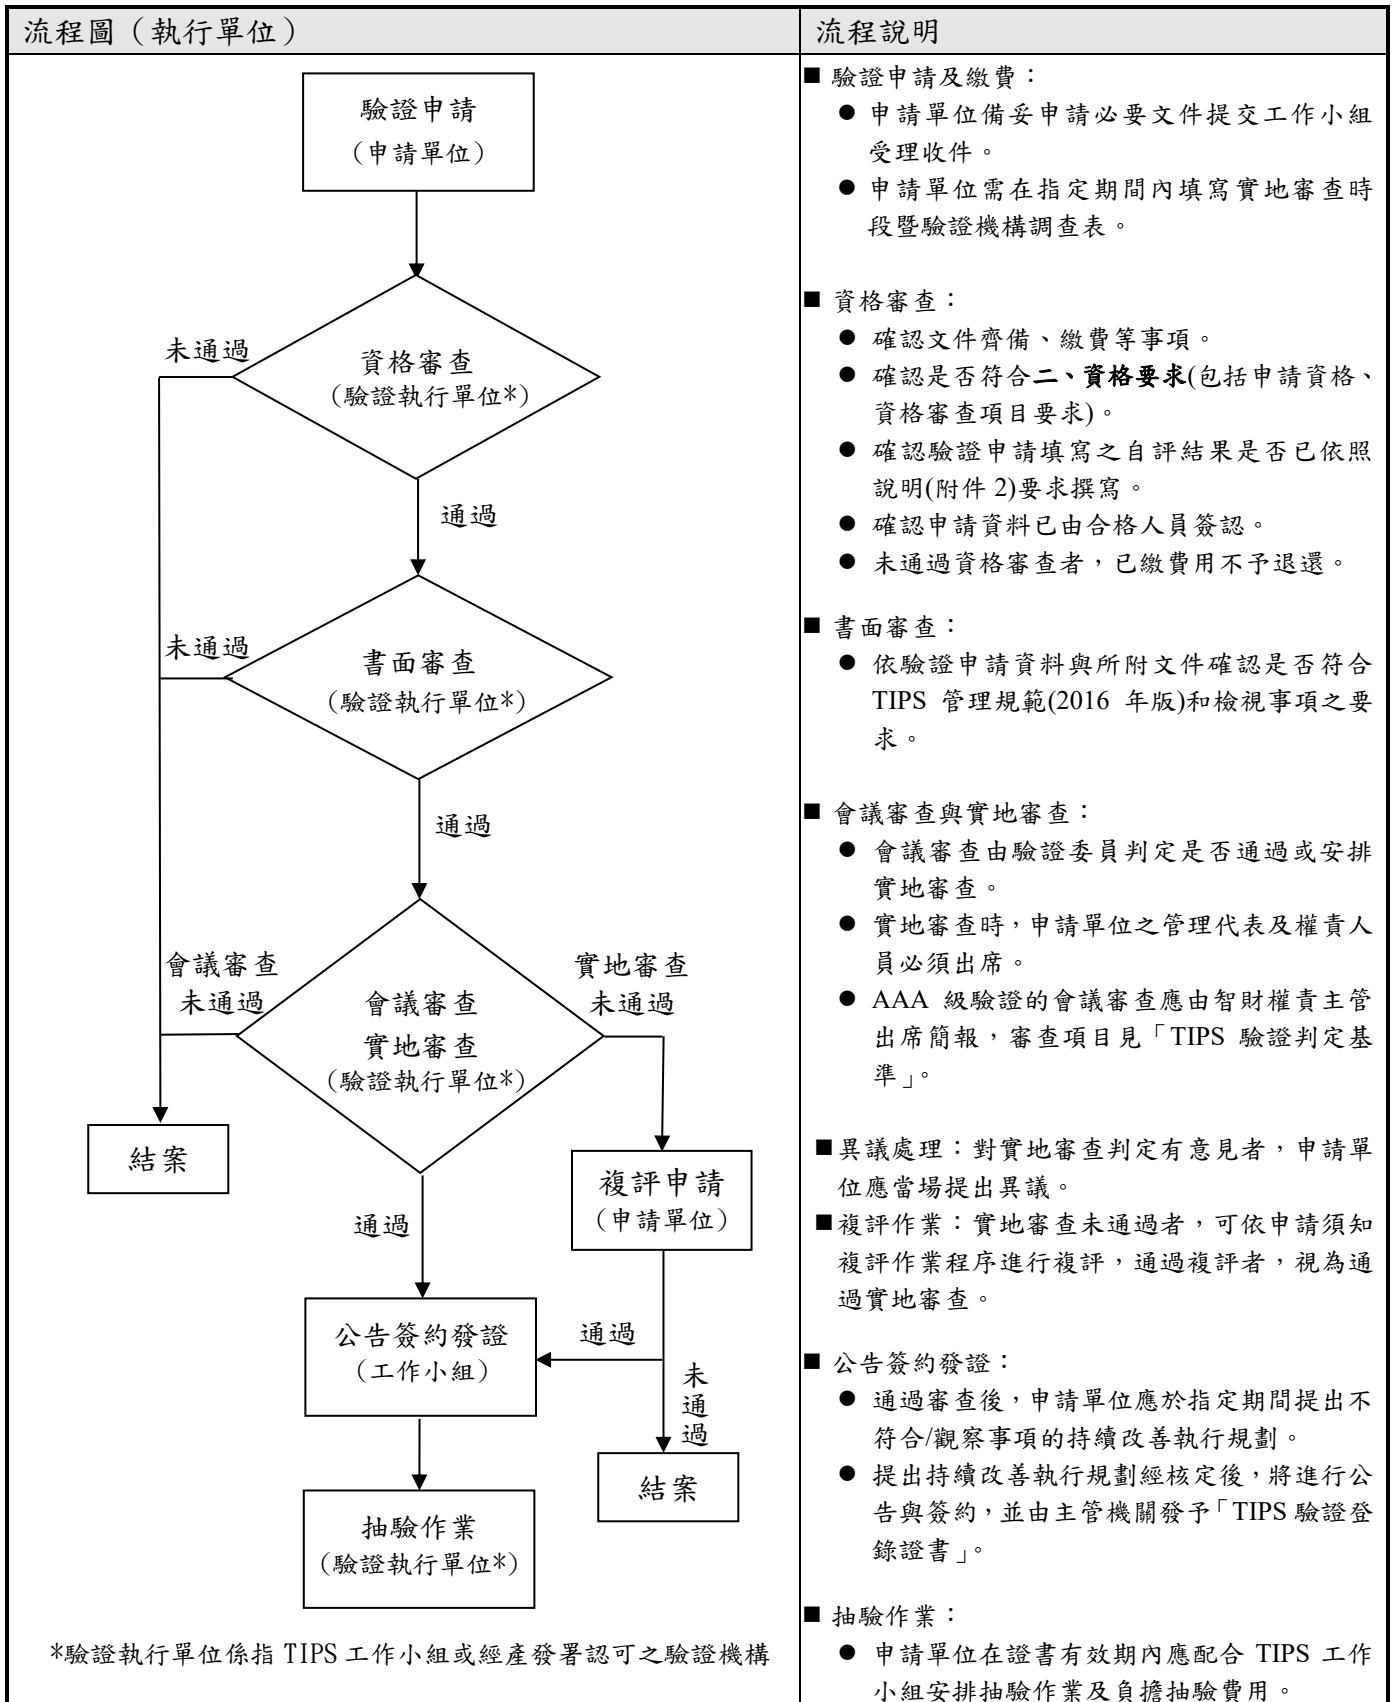 流程圖（執行單位）
流程說明
驗證申請
（申請單位）
未通過
資格審查
（驗證執行單位*）
通過
未通過
書面審查
（驗證執行單位*）
通過
會議審查
未通過
實地審查
未通過
會議審查
實地審查
（驗證執行單位*）
結案
複評申請
（申請單位）
通過
公告簽約發證
（工作小組）
通過
未
通
過
結案
抽驗作業
（驗證執行單位*）
*驗證執行單位係指 TIPS 工作小組或經產發署認可之驗證機構
■ 驗證申請及繳費：
● 申請單位備妥申請必要文件提交工作小組
受理收件。
● 申請單位需在指定期間內填寫實地審查時
段暨驗證機構調查表。
■ 資格審查：
● 確認文件齊備、繳費等事項。
● 確認是否符合二、資格要求(包括申請資格、
資格審查項目要求)。
● 確認驗證申請填寫之自評結果是否已依照
說明(附件 2)要求撰寫。
● 確認申請資料已由合格人員簽認。
● 未通過資格審查者，已繳費用不予退還。
■ 書面審查：
● 依驗證申請資料與所附文件確認是否符合
TIPS 管理規範(2016 年版)和檢視事項之要
求。
■ 會議審查與實地審查：
● 會議審查由驗證委員判定是否通過或安排
實地審查。
● 實地審查時，申請單位之管理代表及權責人
員必須出席。
● AAA 級驗證的會議審查應由智財權責主管
出席簡報，審查項目見「TIPS 驗證判定基
準」。
■異議處理：對實地審查判定有意見者，申請單
位應當場提出異議。
■複評作業：實地審查未通過者，可依申請須知
複評作業程序進行複評，通過複評者，視為通
過實地審查。
■ 公告簽約發證：
● 通過審查後，申請單位應於指定期間提出不
符合/觀察事項的持續改善執行規劃。
● 提出持續改善執行規劃經核定後，將進行公
告與簽約，並由主管機關發予「TIPS 驗證登
錄證書」。
■ 抽驗作業：
● 申請單位在證書有效期內應配合 TIPS 工作
小組安排抽驗作業及負擔抽驗費用。